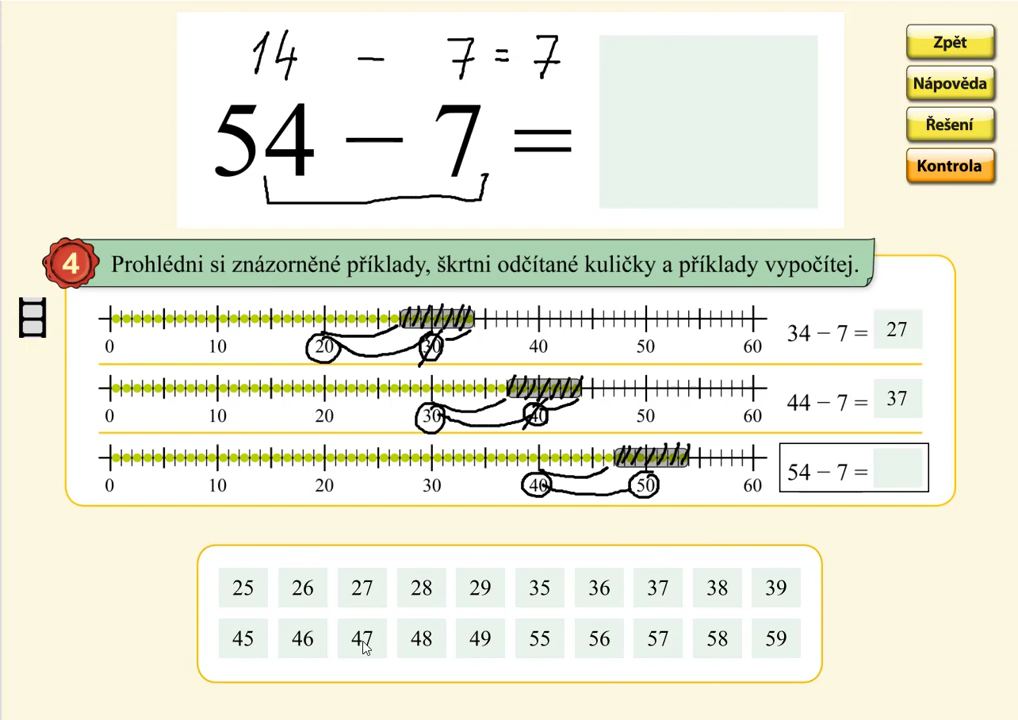 14 - 7 = 7
54 − 7 =
Zpět
Nápověda
Řešení
Kontrola
4 Prohlédni si znázorněné příklady, škrtni odčítané kuličky a příklady vypočítej.
0 10 20 30 40 50 60
34 − 7 = 27
0 10 20 30 40 50 60
44 − 7 = 37
0 10 20 30 40 50 60
54 − 7 =
25 26 27 28 29 35 36 37 38 39
45 46 47 48 49 55 56 57 58 59